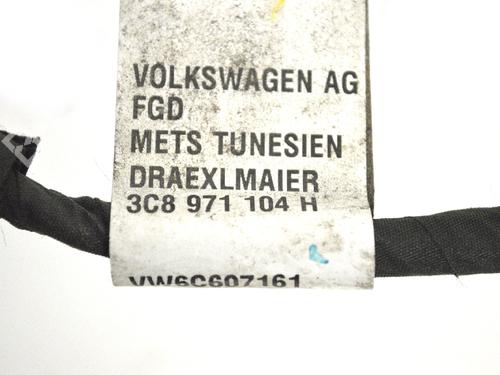 VOLKSWAGEN AG
FGD
METS TUNESIEN
DRAEXLMAIER
3C8 971 104 H
VW6C607161